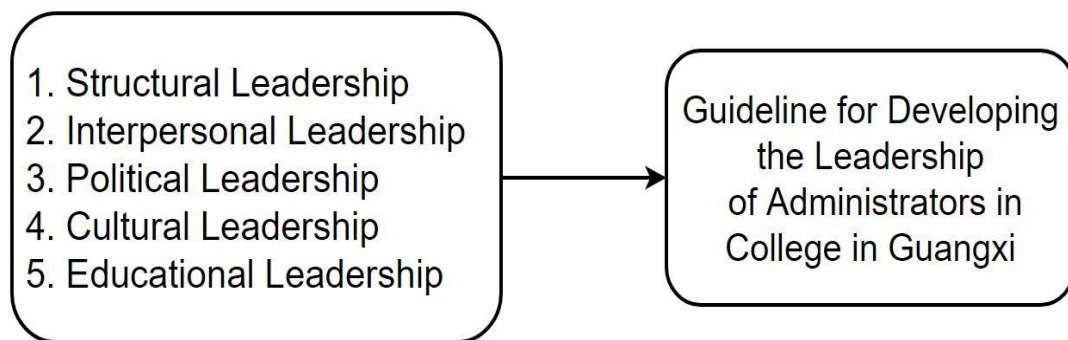 1. Structural Leadership
2. Interpersonal Leadership
3. Political Leadership
4. Cultural Leadership
5. Educational Leadership
Guideline for Developing
the Leadership
of Administrators in
College in Guangxi